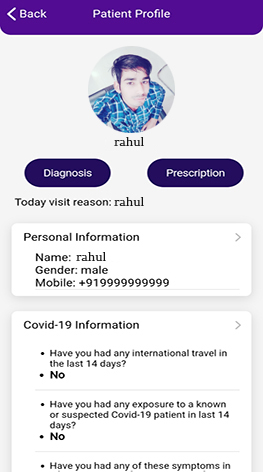 Back Patient Profile
rahul
Diagnosis Prescription
Today visit reason: rahul
Personal Information
Name: rahul
Gender: male
Mobile: +919999999999
Covid-19 Information
Have you had any international travel in
the last 14 days?
No
Have you had any exposure to a known
or suspected Covid-19 patient in last 14
days?
No
Have you had any of these symptoms in